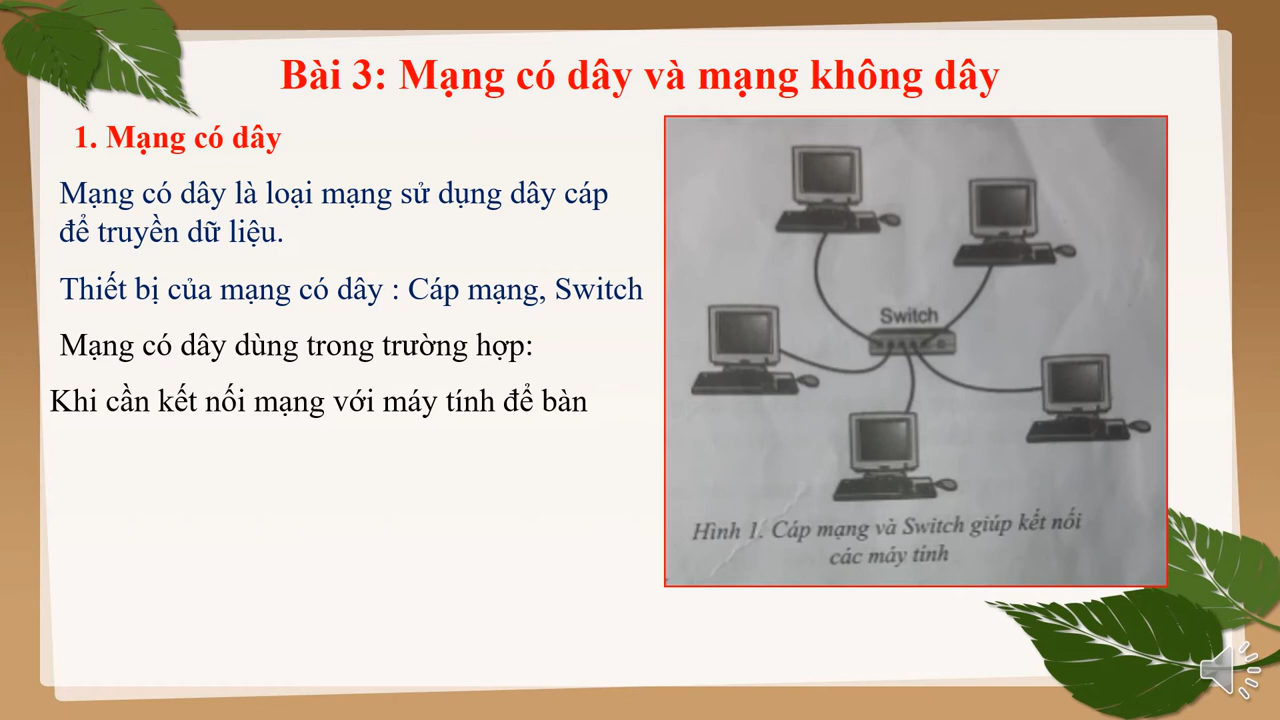 Bài 3: Mạng có dây và mạng không dây
1. Mạng có dây
Mạng có dây là loại mạng sử dụng dây cáp
để truyền dữ liệu.
Thiết bị của mạng có dây : Cáp mạng, Switch
Mạng có dây dùng trong trường hợp:
Khi cần kết nối mạng với máy tính để bàn
Switch
Hình 1. Cáp mạng và Switch giúp kết nối
các máy tính